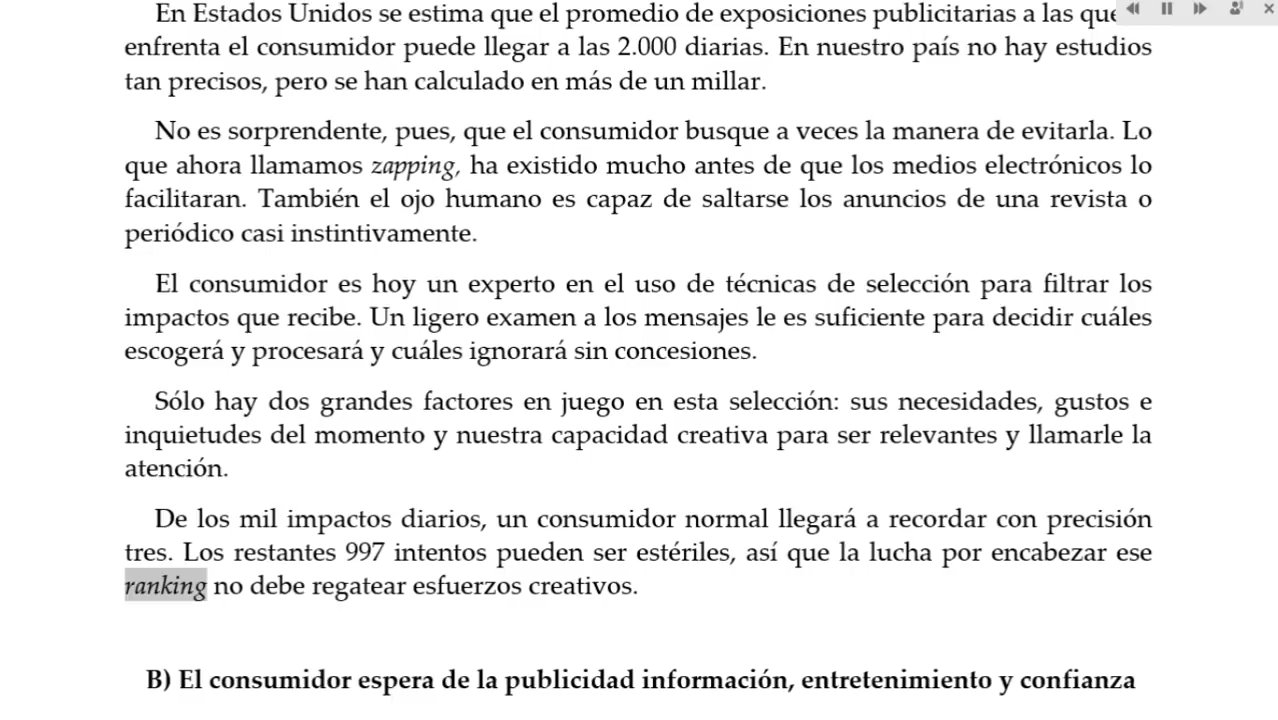 En Estados Unidos se estima que el promedio de exposiciones publicitarias a las que
enfrenta el consumidor puede llegar a las 2.000 diarias. En nuestro país no hay estudios
tan precisos, pero se han calculado en más de un millar.
No es sorprendente, pues, que el consumidor busque a veces la manera de evitarla. Lo
que ahora llamamos zapping, ha existido mucho antes de que los medios electrónicos lo
facilitaran. También el ojo humano es capaz de saltarse los anuncios de una revista o
periódico casi instintivamente.
El consumidor es hoy un experto en el uso de técnicas de selección para filtrar los
impactos que recibe. Un ligero examen a los mensajes le es suficiente para decidir cuáles
escogerá y procesará y cuáles ignorará sin concesiones.
Sólo hay dos grandes factores en juego en esta selección: sus necesidades, gustos e
inquietudes del momento y nuestra capacidad creativa para ser relevantes y llamarle la
atención.
De los mil impactos diarios, un consumidor normal llegará a recordar con precisión
tres. Los restantes 997 intentos pueden ser estériles, así que la lucha por encabezar ese
ranking no debe regatear esfuerzos creativos.
B) El consumidor espera de la publicidad información, entretenimiento y confianza